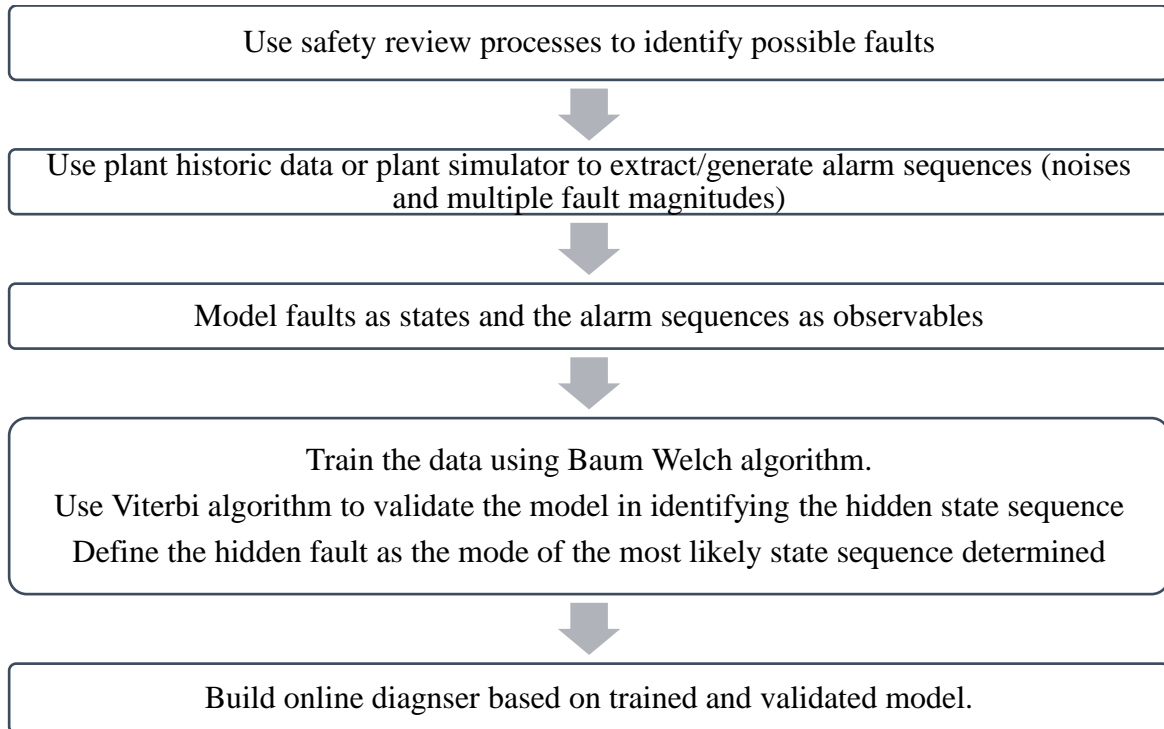 Use safety review processes to identify possible faults
Use plant historic data or plant simulator to extract/generate alarm sequences (noises
and multiple fault magnitudes)
Model faults as states and the alarm sequences as observables
Train the data using Baum Welch algorithm.
Use Viterbi algorithm to validate the model in identifying the hidden state sequence
Define the hidden fault as the mode of the most likely state sequence determined
Build online diagnser based on trained and validated model.